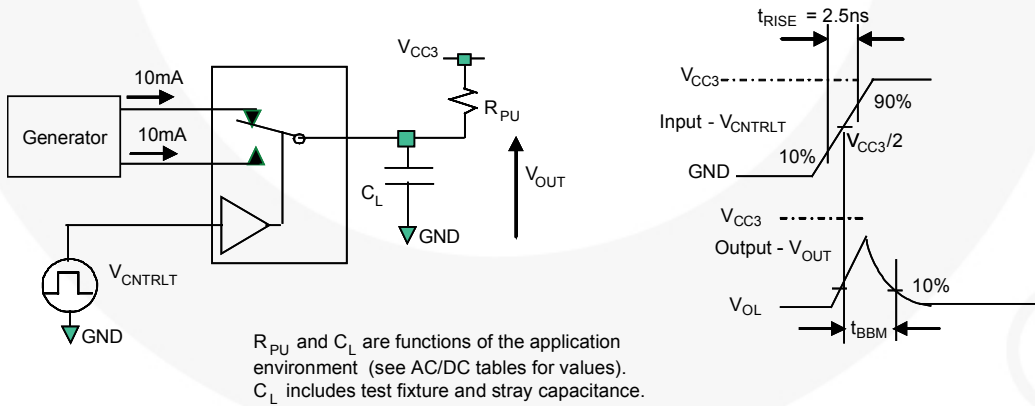 10mA
Generator
10mA
V_CNTRLT
GND
V_CC3
R_PU
C_L
GND
V_OUT
R_PU and C_L are functions of the application
environment (see AC/DC tables for values).
C_L includes test fixture and stray capacitance.
t_RISE = 2.5ns
V_CC3
90%
Input - V_CNTRLT
V_CC3/2
10%
GND
V_CC3
Output - V_OUT
10%
V_OL
t_BBM